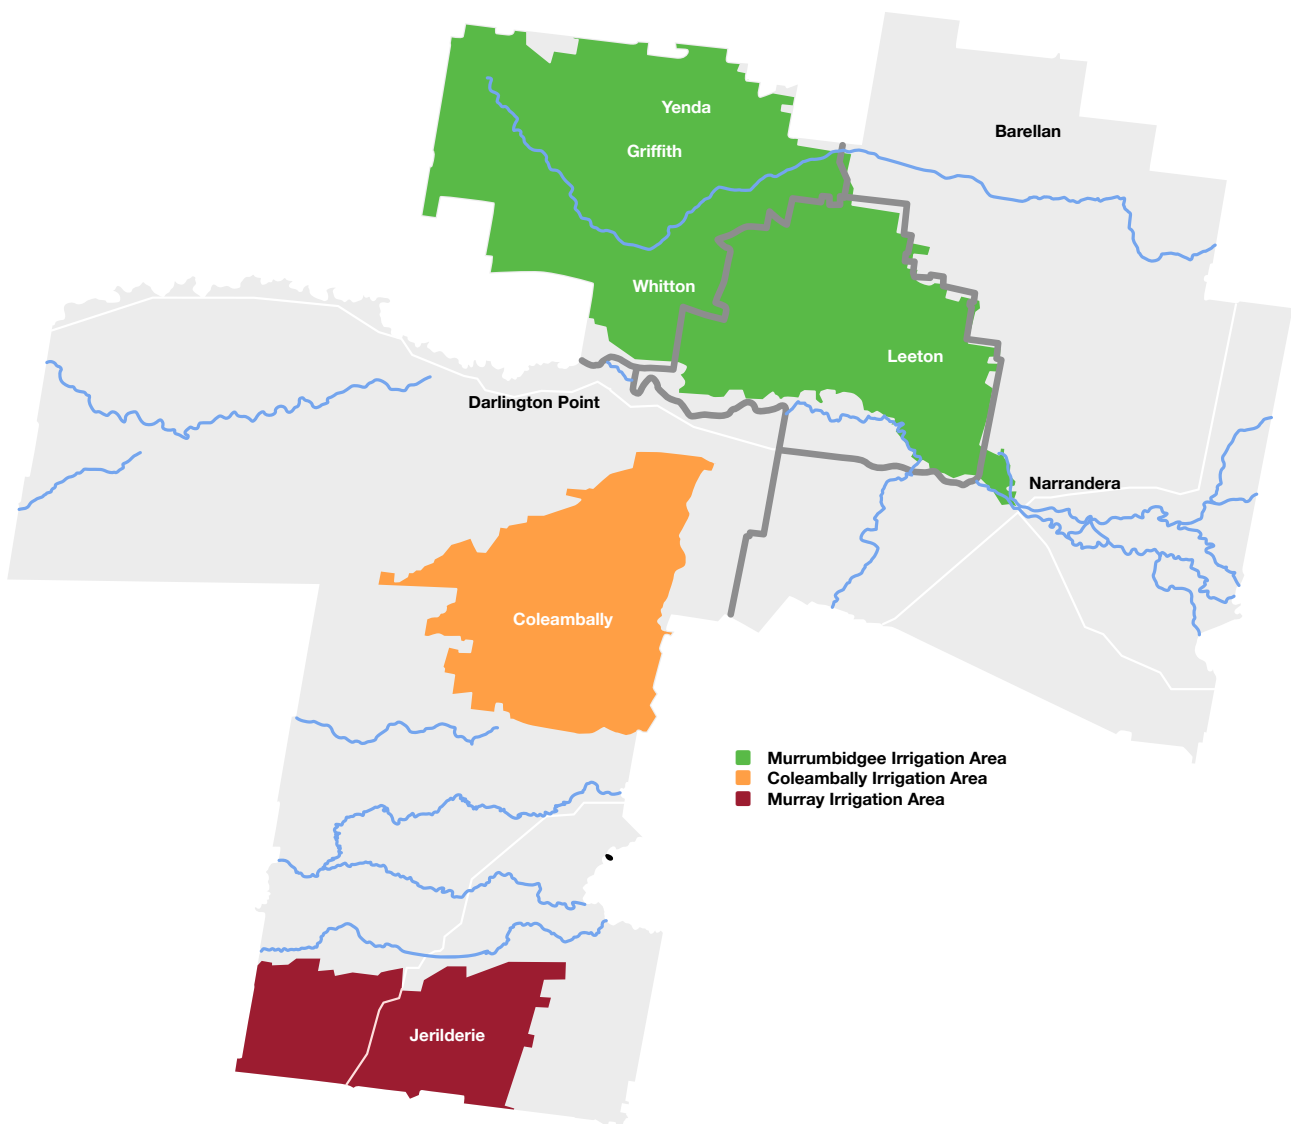 Yenda
Barellan
Griffith
Whitton
Leeton
Darlington Point
Narrandera
Coleambally
Murrumbidgee Irrigation Area
Coleambally Irrigation Area
Murray Irrigation Area
Jerilderie